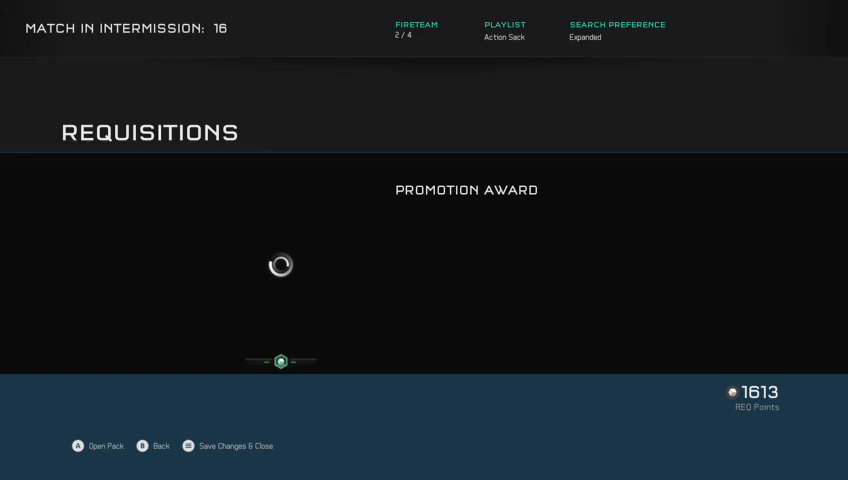 MATCH IN INTERMISSION: 16
FIRETEAM
2 / 4
PLAYLIST
Action Sack
SEARCH PREFERENCE
Expanded
REQUISITIONS
PROMOTION AWARD
1613
REQ Points
A Open Pack B Back Save Changes & Close